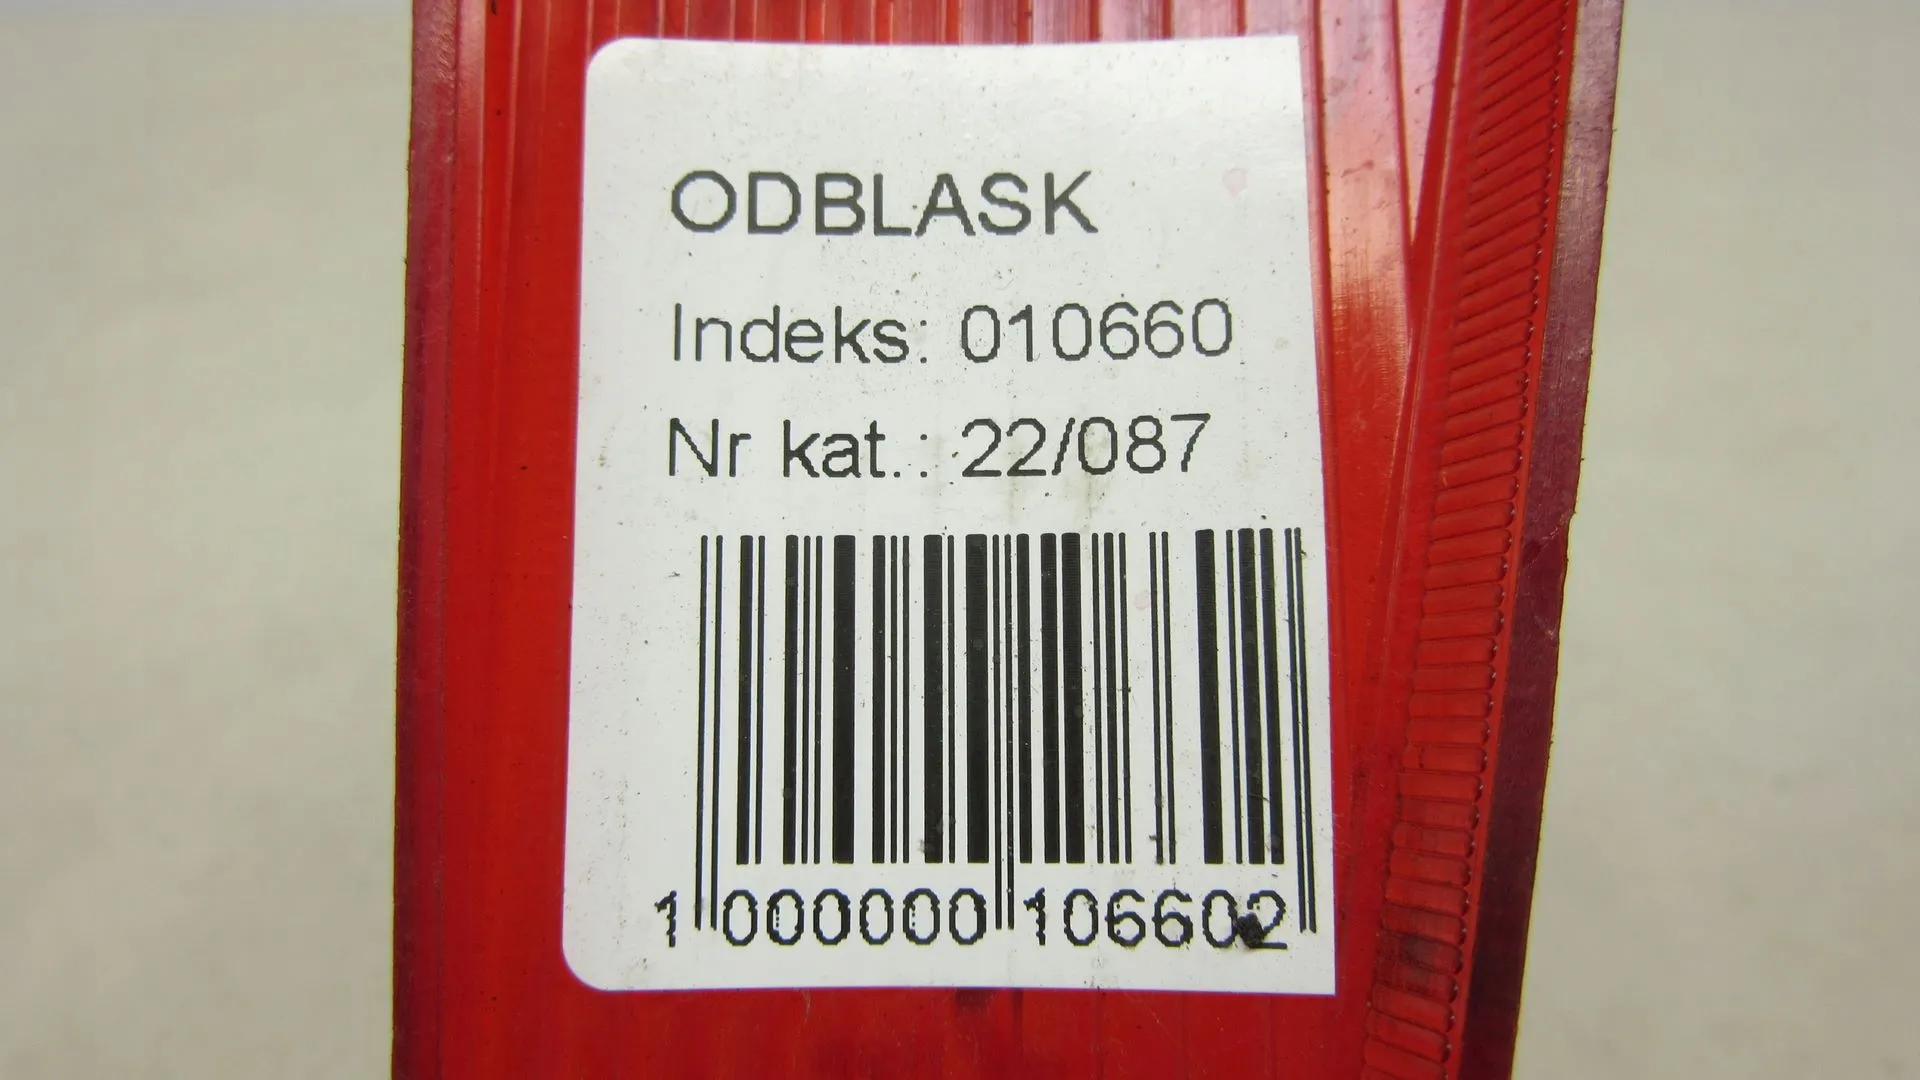 ODBLASK
Indeks: 010660
Nr kat.: 22/087
1 000000 106602